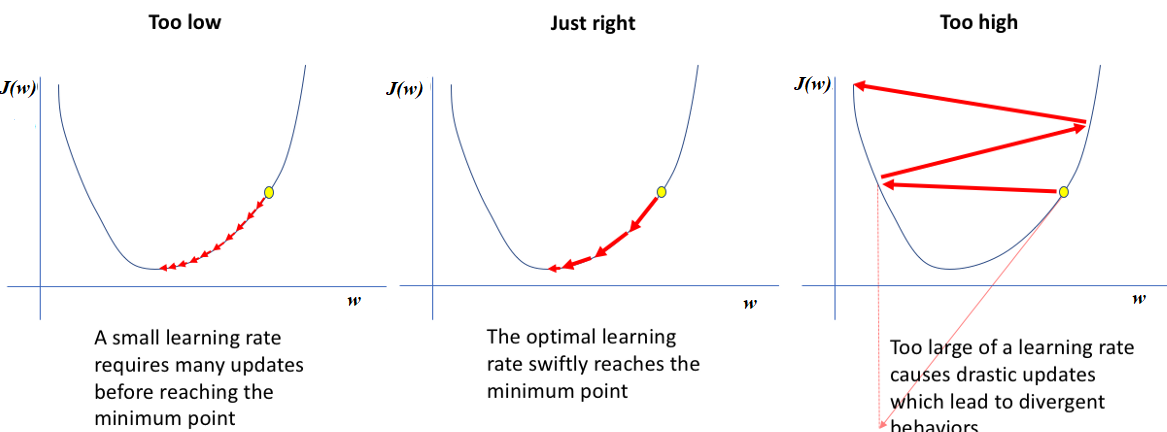 Too low
Just right
Too high
J(w)
J(w)
J(w)
w
w
w
A small learning rate
requires many updates
before reaching the
minimum point
The optimal learning
rate swiftly reaches the
minimum point
Too large of a learning rate
causes drastic updates
which lead to divergent
behaviors